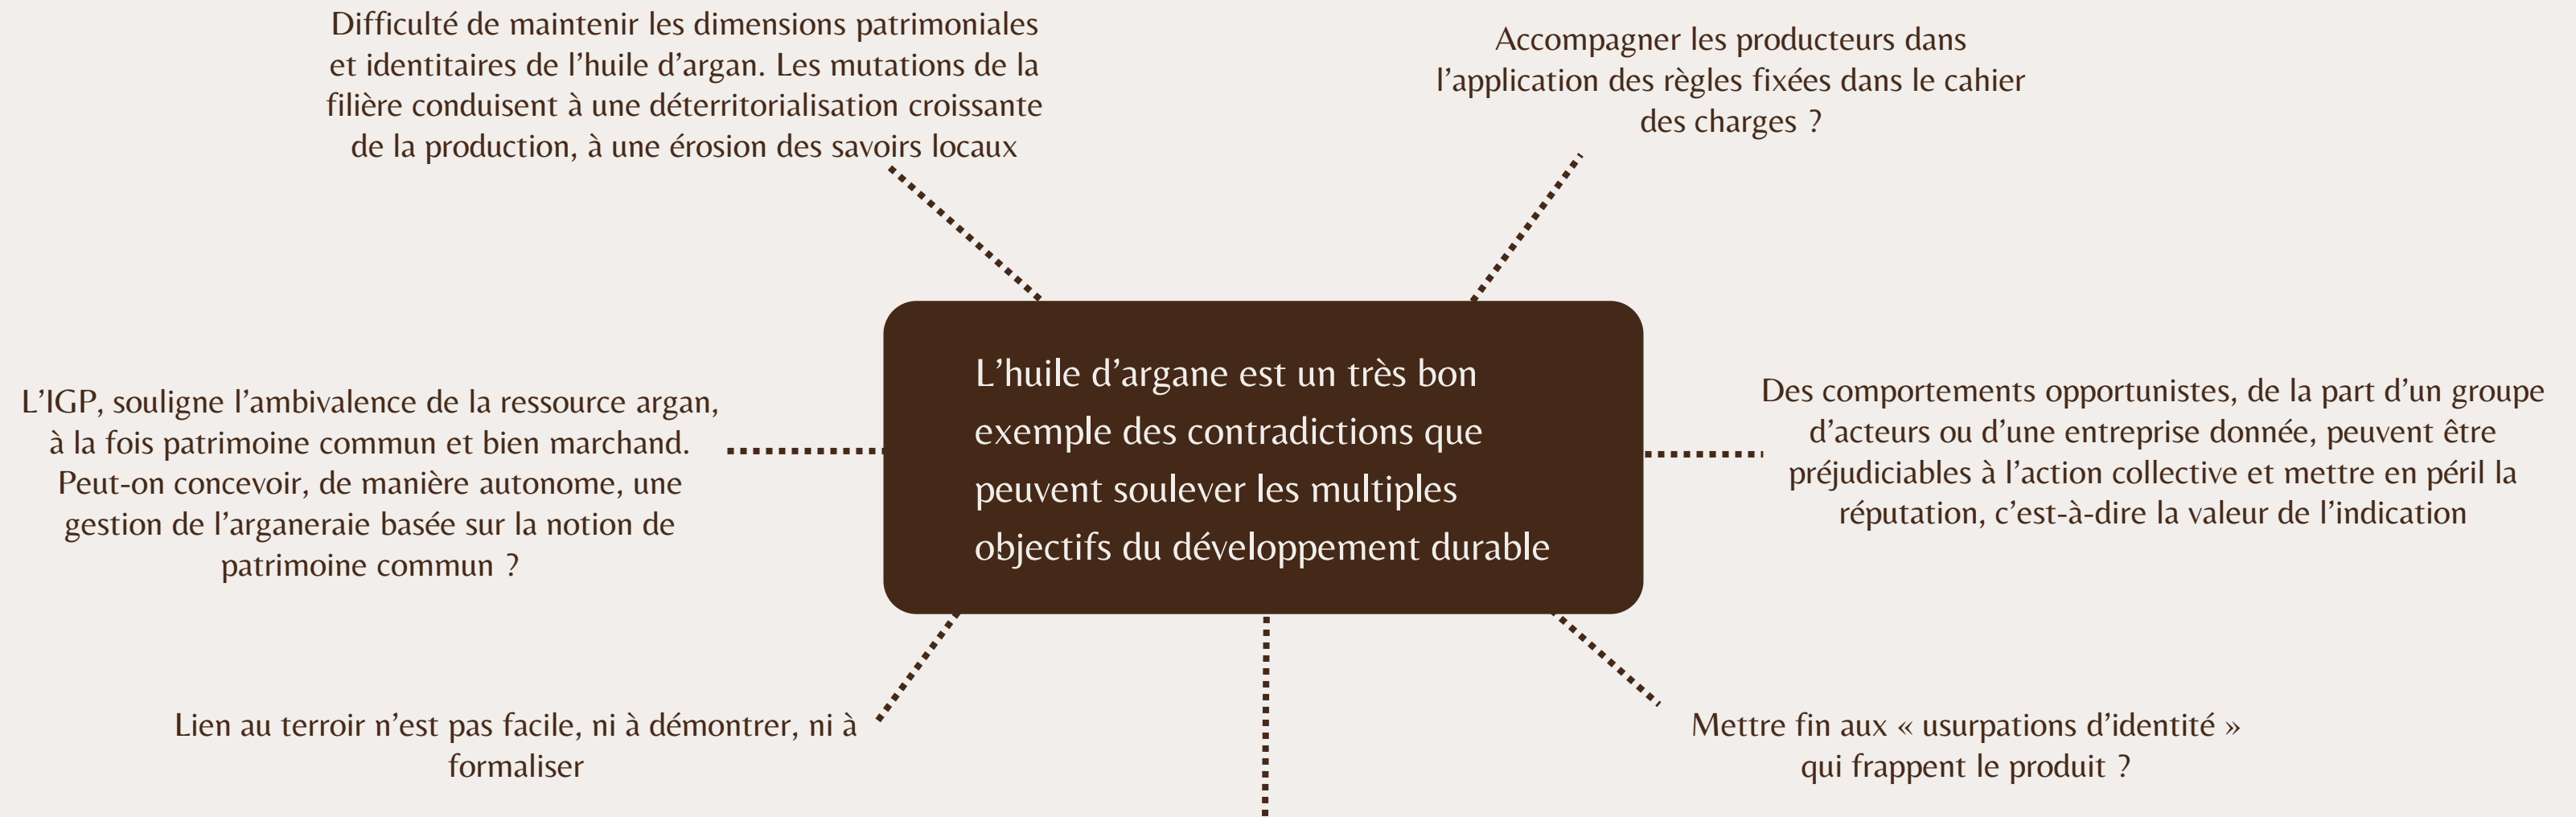 Difficulté de maintenir les dimensions patrimoniales
et identitaires de l'huile d'argan. Les mutations de la
filière conduisent à une déterritorialisation croissante
de la production, à une érosion des savoirs locaux
Accompagner les producteurs dans
l'application des règles fixées dans le cahier
des charges ?
L'IGP, souligne l'ambivalence de la ressource argan,
à la fois patrimoine commun et bien marchand.
Peut-on concevoir, de manière autonome, une
gestion de l'arganeraie basée sur la notion de
patrimoine commun ?
L'huile d'argane est un très bon
exemple des contradictions que
peuvent soulever les multiples
objectifs du développement durable
Des comportements opportunistes, de la part d'un groupe
d'acteurs ou d'une entreprise donnée, peuvent être
préjudiciables à l'action collective et mettre en péril la
réputation, c'est-à-dire la valeur de l'indication
Lien au terroir n'est pas facile, ni à démontrer, ni à
formaliser
Mettre fin aux « usurpations d'identité »
qui frappent le produit ?